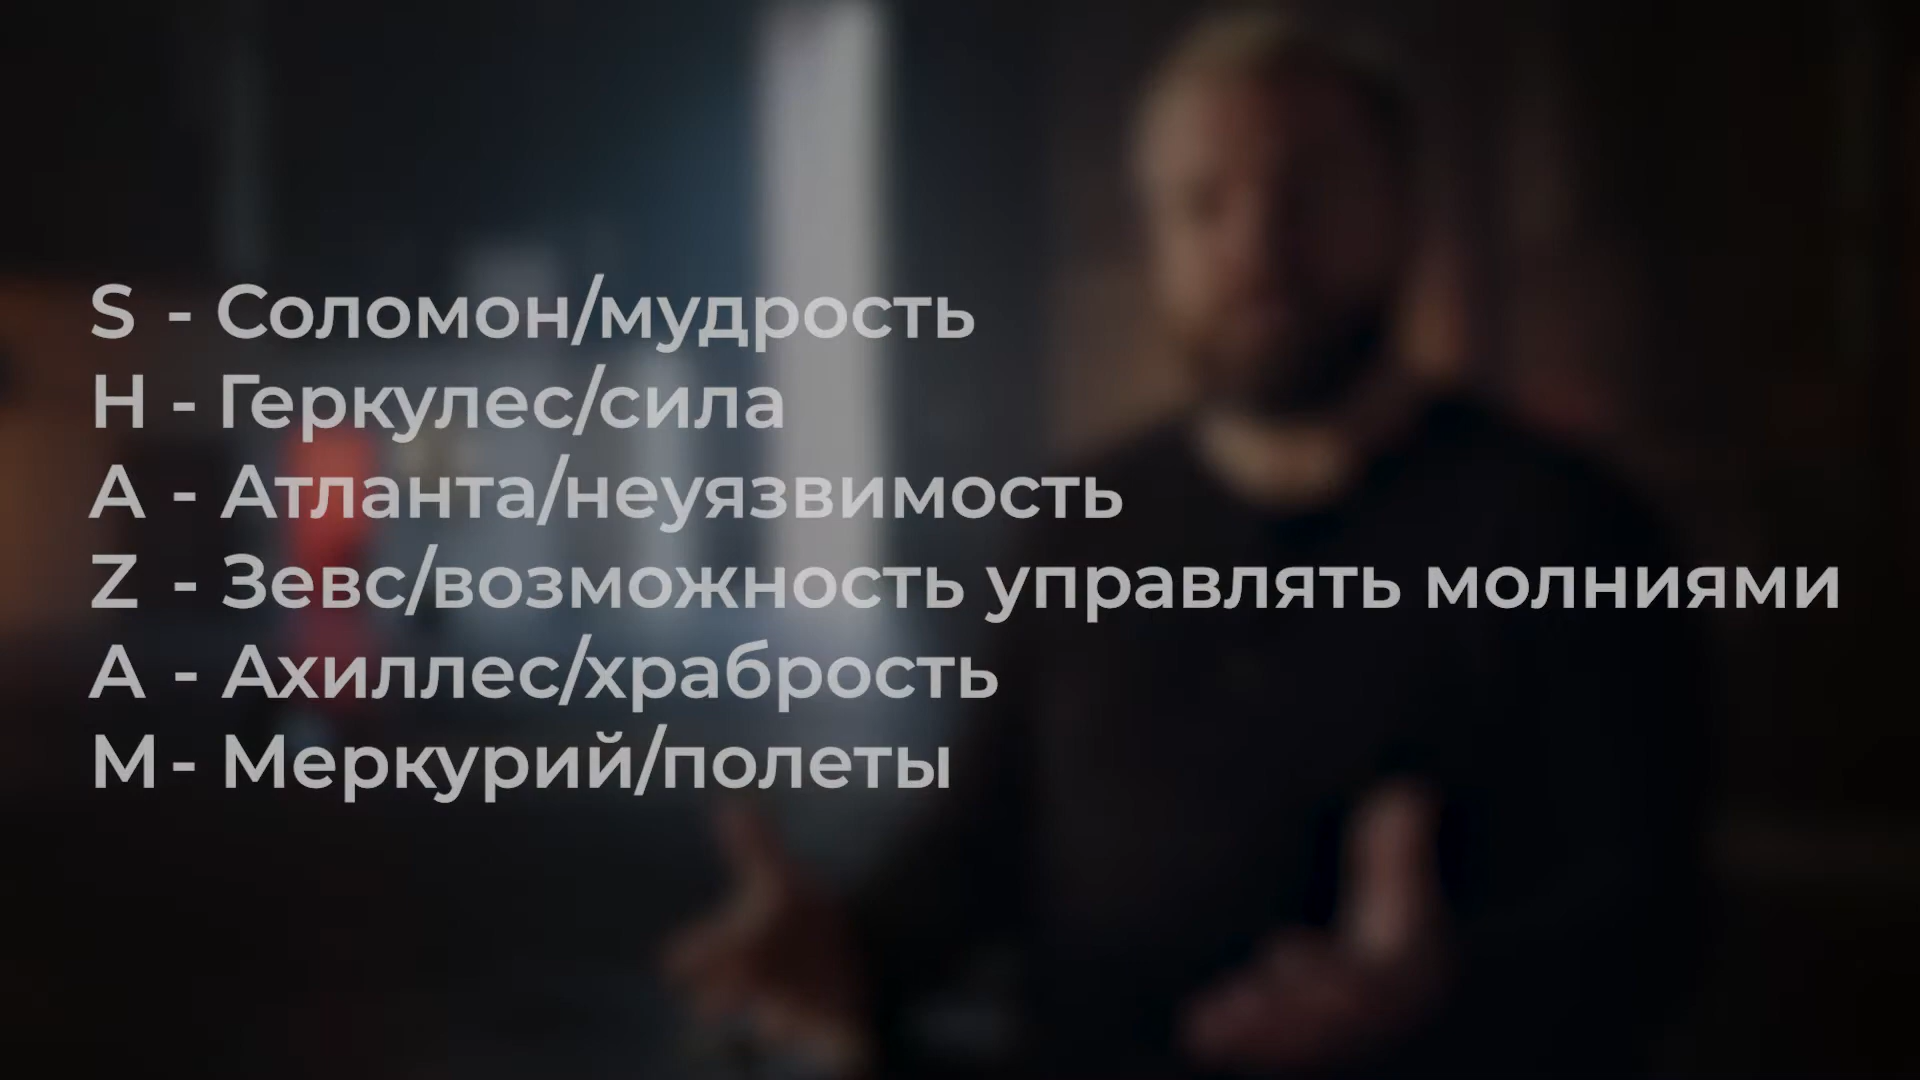 S - Соломон/мудрость
H - Геркулес/сила
A - Атланта/неуязвимость
Z - Зевс/возможность управлять молниями
A - Ахиллес/храбрость
M - Меркурий/полеты